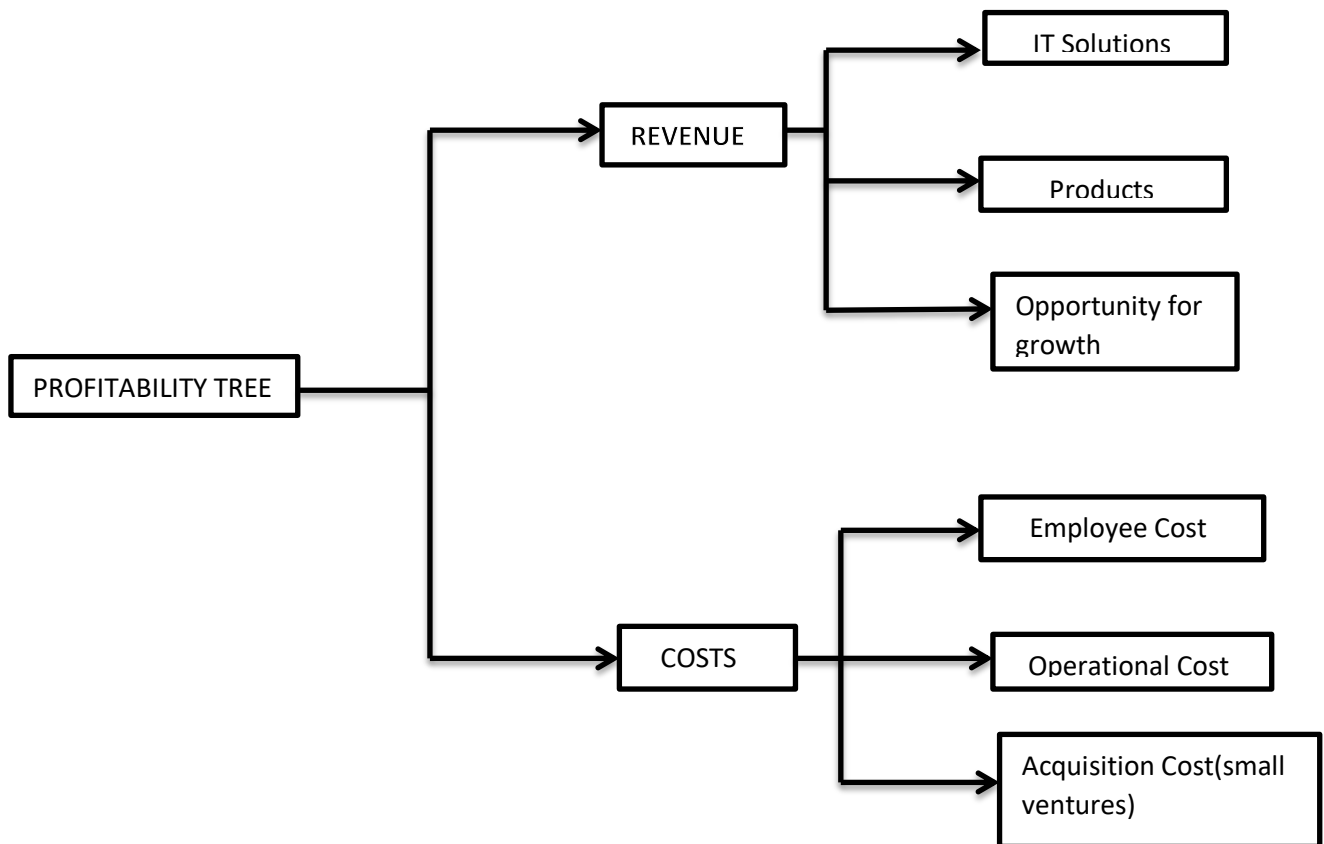 IT Solutions
REVENUE
Products
Opportunity for
growth
PROFITABILITY TREE
Employee Cost
COSTS
Operational Cost
Acquisition Cost(small
ventures)